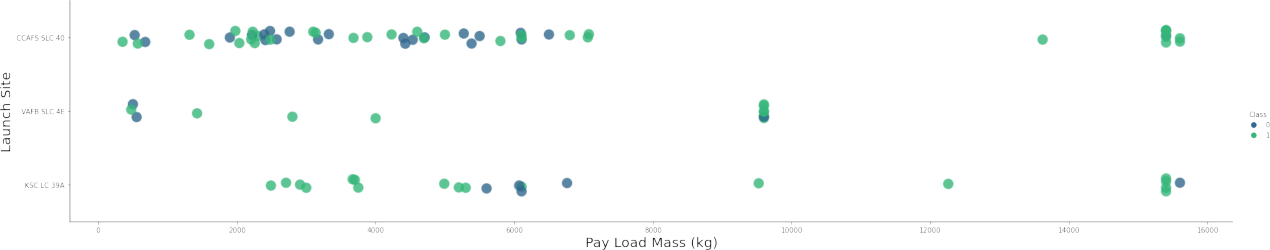 CCAFS SLC 40
VAFB SLC 4E
KSC LC 39A
Launch Site
0 2000 4000 6000 8000 10000 12000 14000 16000
Pay Load Mass (kg)
Class
0
1